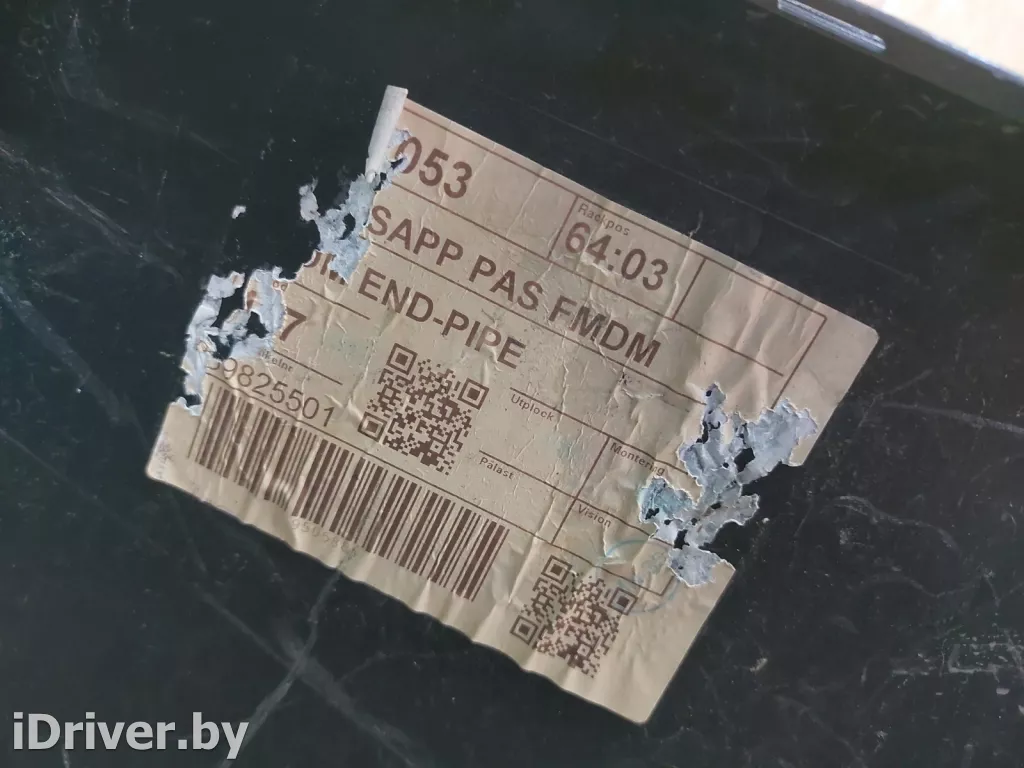 053
Rackpos
64:03
SAPP PAS FMDM
END-PIPE
7
Utplock
Montering
9825501
Palast
Vision
iDriver.by